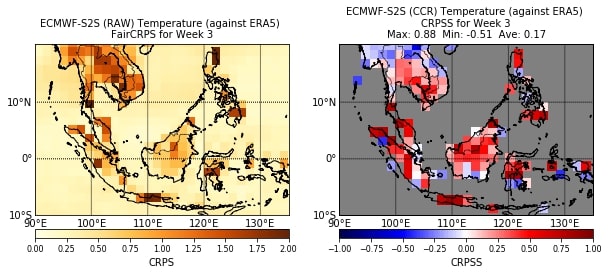 ECMWF-S2S (RAW) Temperature (against ERA5)
FairCRPS for Week 3
10°N
0°
10°S
90°E 100°E 110°E 120°E 130°E
0.00 0.25 0.50 0.75 1.00 1.25 1.50 1.75 2.00
CRPS
ECMWF-S2S (CCR) Temperature (against ERA5)
CRPSS for Week 3
Max: 0.88 Min: -0.51 Ave: 0.17
10°N
0°
10°S
90°E 100°E 110°E 120°E 130°E
−1.00 −0.75 −0.50 −0.25 0.00 0.25 0.50 0.75 1.00
CRPSS